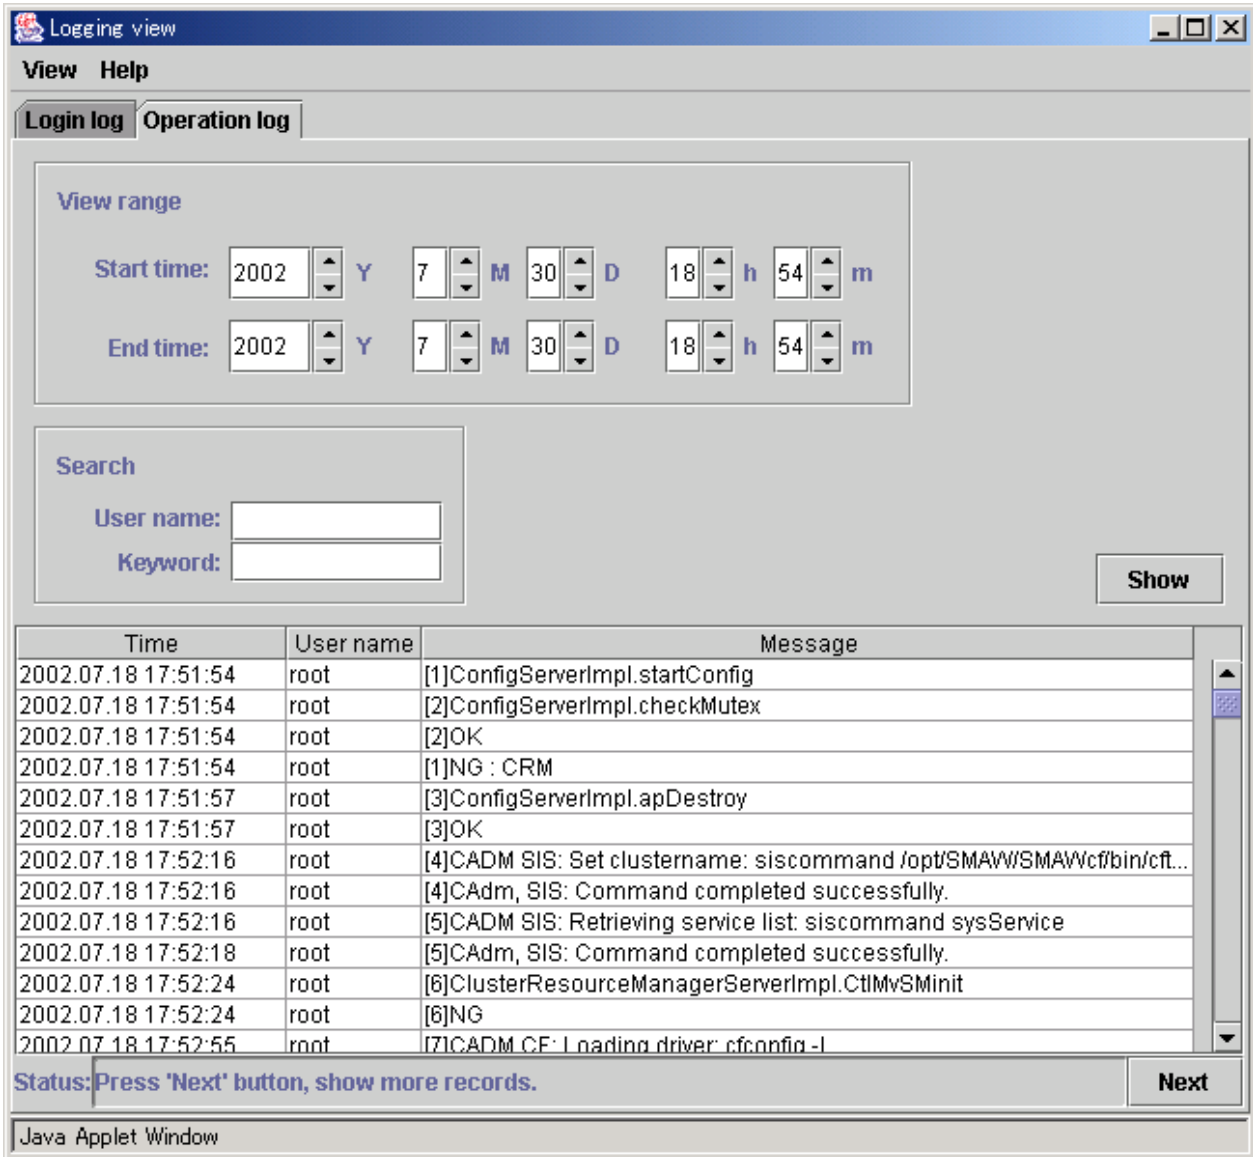 Logging view
View Help
Login log Operation log
View range
Start time: 2002 Y 7 M 30 D 18 h 54 m
End time: 2002 Y 7 M 30 D 18 h 54 m
Search
User name:
Keyword:
Show
Time User name Message
2002.07.18 17:51:54 root [1]ConfigServerImpl.startConfig
2002.07.18 17:51:54 root [2]ConfigServerImpl.checkMutex
2002.07.18 17:51:54 root [2]OK
2002.07.18 17:51:54 root [1]NG : CRM
2002.07.18 17:51:57 root [3]ConfigServerImpl.apDestroy
2002.07.18 17:51:57 root [3]OK
2002.07.18 17:52:16 root [4]CADM SIS: Set clustername: siscommand /opt/SMAW/SMAWcf/bin/cft...
2002.07.18 17:52:16 root [4]CAdm, SIS: Command completed successfully.
2002.07.18 17:52:16 root [5]CADM SIS: Retrieving service list: siscommand sysService
2002.07.18 17:52:18 root [5]CAdm, SIS: Command completed successfully.
2002.07.18 17:52:24 root [6]ClusterResourceManagerServerImpl.CtlMvSMinit
2002.07.18 17:52:24 root [6]NG
2002.07.18 17:52:55 root [7]CADM CF: Loading driver: cfconfig -l
Status: Press 'Next' button, show more records. Next
Java Applet Window